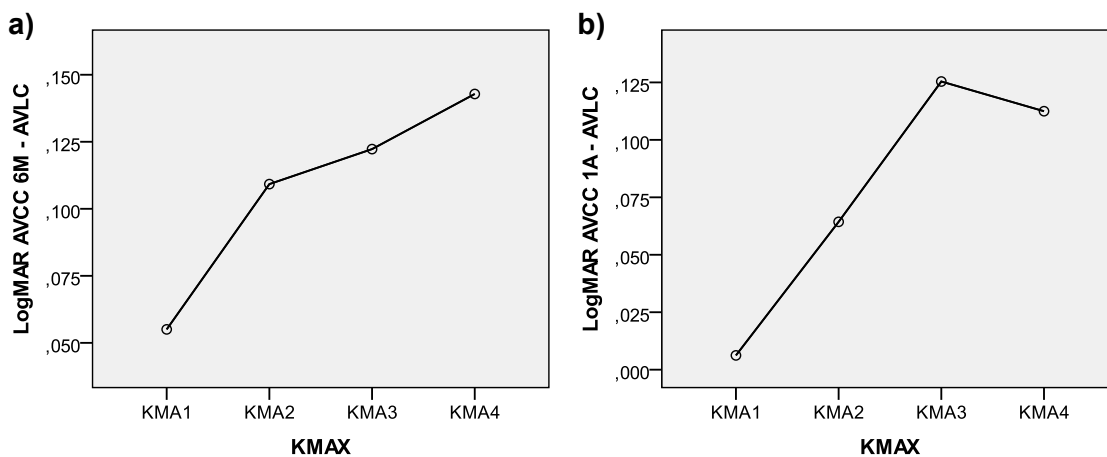 a)
LogMAR AVCC 6M - AVLC
,150
,125
,100
,075
,050
KMA1 KMA2 KMA3 KMA4
KMAX
b)
LogMAR AVCC 1A - AVLC
,125
,100
,075
,050
,025
,000
KMA1 KMA2 KMA3 KMA4
KMAX